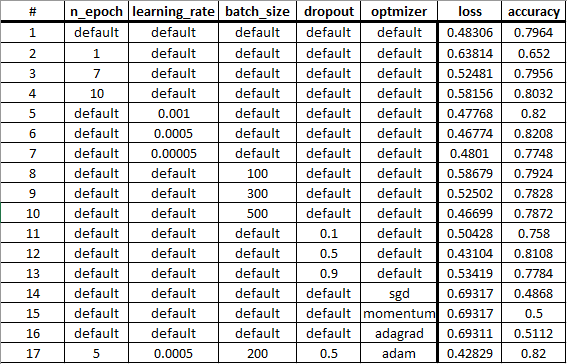 # n_epoch learning_rate batch_size dropout optmizer loss accuracy
1 default default default default default 0.48306 0.7964
2 1 default default default default 0.63814 0.652
3 7 default default default default 0.52481 0.7956
4 10 default default default default 0.58156 0.8032
5 default 0.001 default default default 0.47768 0.82
6 default 0.0005 default default default 0.46774 0.8208
7 default 0.00005 default default default 0.4801 0.7748
8 default default 100 default default 0.58679 0.7924
9 default default 300 default default 0.52502 0.7828
10 default default 500 default default 0.46699 0.7872
11 default default default 0.1 default 0.50428 0.758
12 default default default 0.5 default 0.43104 0.8108
13 default default default 0.9 default 0.53419 0.7784
14 default default default default sgd 0.69317 0.4868
15 default default default default momentum 0.69317 0.5
16 default default default default adagrad 0.69311 0.5112
17 5 0.0005 200 0.5 adam 0.42829 0.82